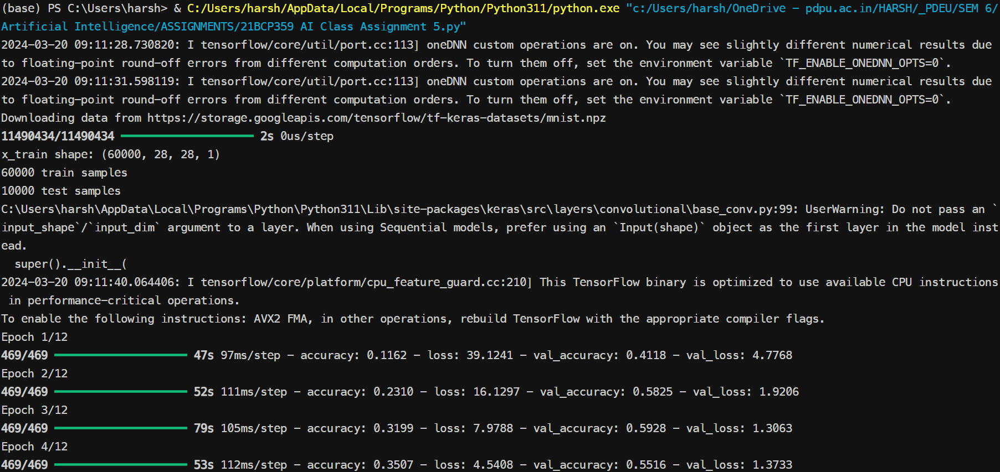 (base) PS C:\Users\harsh> & C:/Users/harsh/AppData/Local/Programs/Python/Python311/python.exe "c:/Users/harsh/OneDrive - pdpu.ac.in/HARSH/_PDEU/SEM 6/
Artificial Intelligence/ASSIGNMENTS/21BCP359 AI Class Assignment 5.py"
2024-03-20 09:11:28.730820: I tensorflow/core/util/port.cc:113] oneDNN custom operations are on. You may see slightly different numerical results due
to floating-point round-off errors from different computation orders. To turn them off, set the environment variable `TF_ENABLE_ONEDNN_OPTS=0`.
2024-03-20 09:11:31.598119: I tensorflow/core/util/port.cc:113] oneDNN custom operations are on. You may see slightly different numerical results due
to floating-point round-off errors from different computation orders. To turn them off, set the environment variable `TF_ENABLE_ONEDNN_OPTS=0`.
Downloading data from https://storage.googleapis.com/tensorflow/tf-keras-datasets/mnist.npz
11490434/11490434 2s 0us/step
x_train shape: (60000, 28, 28, 1)
60000 train samples
10000 test samples
C:\Users\harsh\AppData\Local\Programs\Python\Python311\Lib\site-packages\keras\src\layers\convolutional\base_conv.py:99: UserWarning: Do not pass an `
input_shape`/`input_dim` argument to a layer. When using Sequential models, prefer using an `Input(shape)` object as the first layer in the model inst
ead.
  super().__init__(
2024-03-20 09:11:40.064406: I tensorflow/core/platform/cpu_feature_guard.cc:210] This TensorFlow binary is optimized to use available CPU instructions
 in performance-critical operations.
To enable the following instructions: AVX2 FMA, in other operations, rebuild TensorFlow with the appropriate compiler flags.
Epoch 1/12
469/469 47s 97ms/step - accuracy: 0.1162 - loss: 39.1241 - val_accuracy: 0.4118 - val_loss: 4.7768
Epoch 2/12
469/469 52s 111ms/step - accuracy: 0.2310 - loss: 16.1297 - val_accuracy: 0.5825 - val_loss: 1.9206
Epoch 3/12
469/469 79s 105ms/step - accuracy: 0.3199 - loss: 7.9788 - val_accuracy: 0.5928 - val_loss: 1.3063
Epoch 4/12
469/469 53s 112ms/step - accuracy: 0.3507 - loss: 4.5408 - val_accuracy: 0.5516 - val_loss: 1.3733